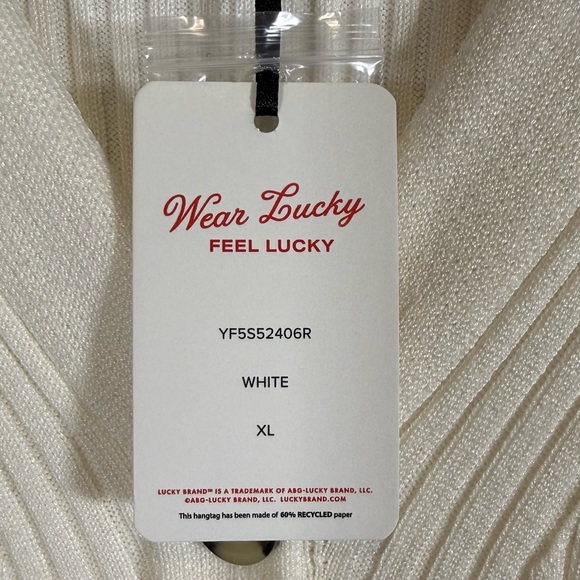 Wear Lucky
FEEL LUCKY
YF5S52406R
WHITE
XL
LUCKY BRAND™ IS A TRADEMARK OF ABG-LUCKY BRAND, LLC.
©ABG-LUCKY BRAND, LLC. LUCKYBRAND.COM
This hangtag has been made of 60% RECYCLED paper